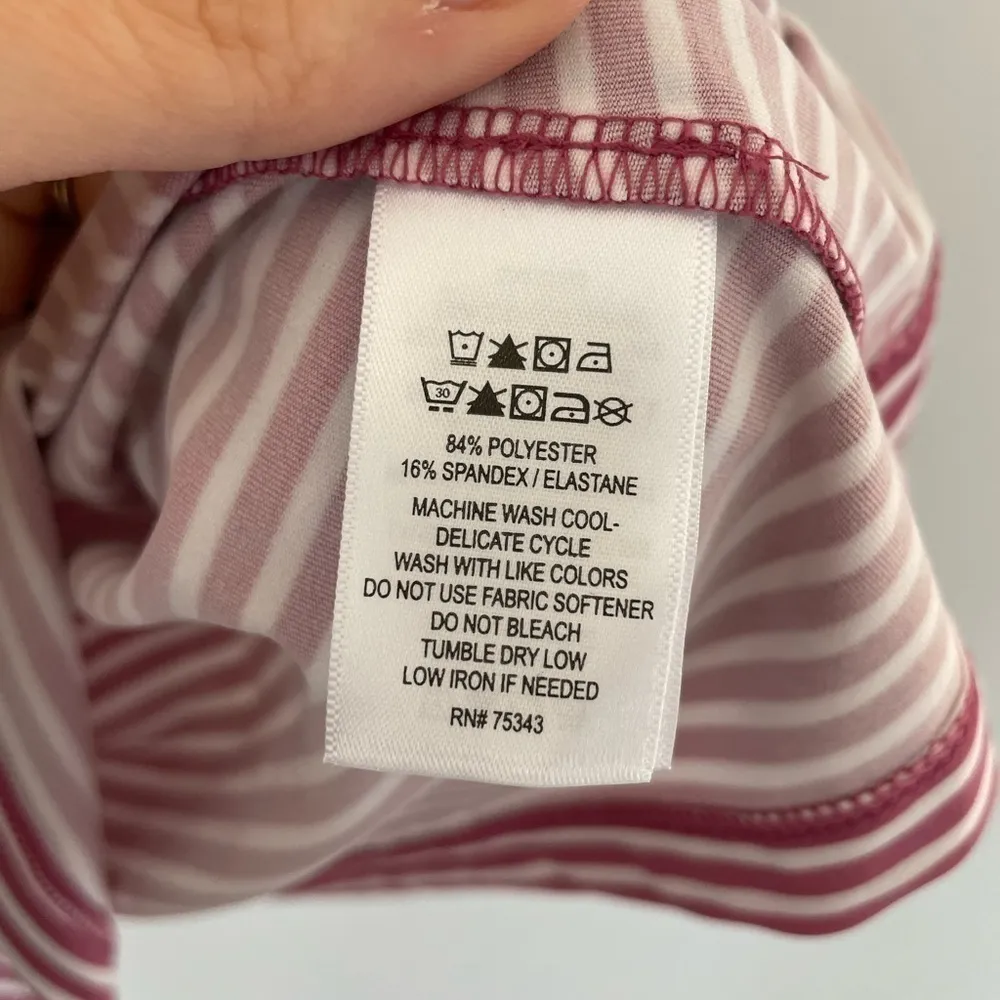 30
84% POLYESTER
16% SPANDEX / ELASTANE
MACHINE WASH COOL-
DELICATE CYCLE
WASH WITH LIKE COLORS
DO NOT USE FABRIC SOFTENER
DO NOT BLEACH
TUMBLE DRY LOW
LOW IRON IF NEEDED
RN# 75343